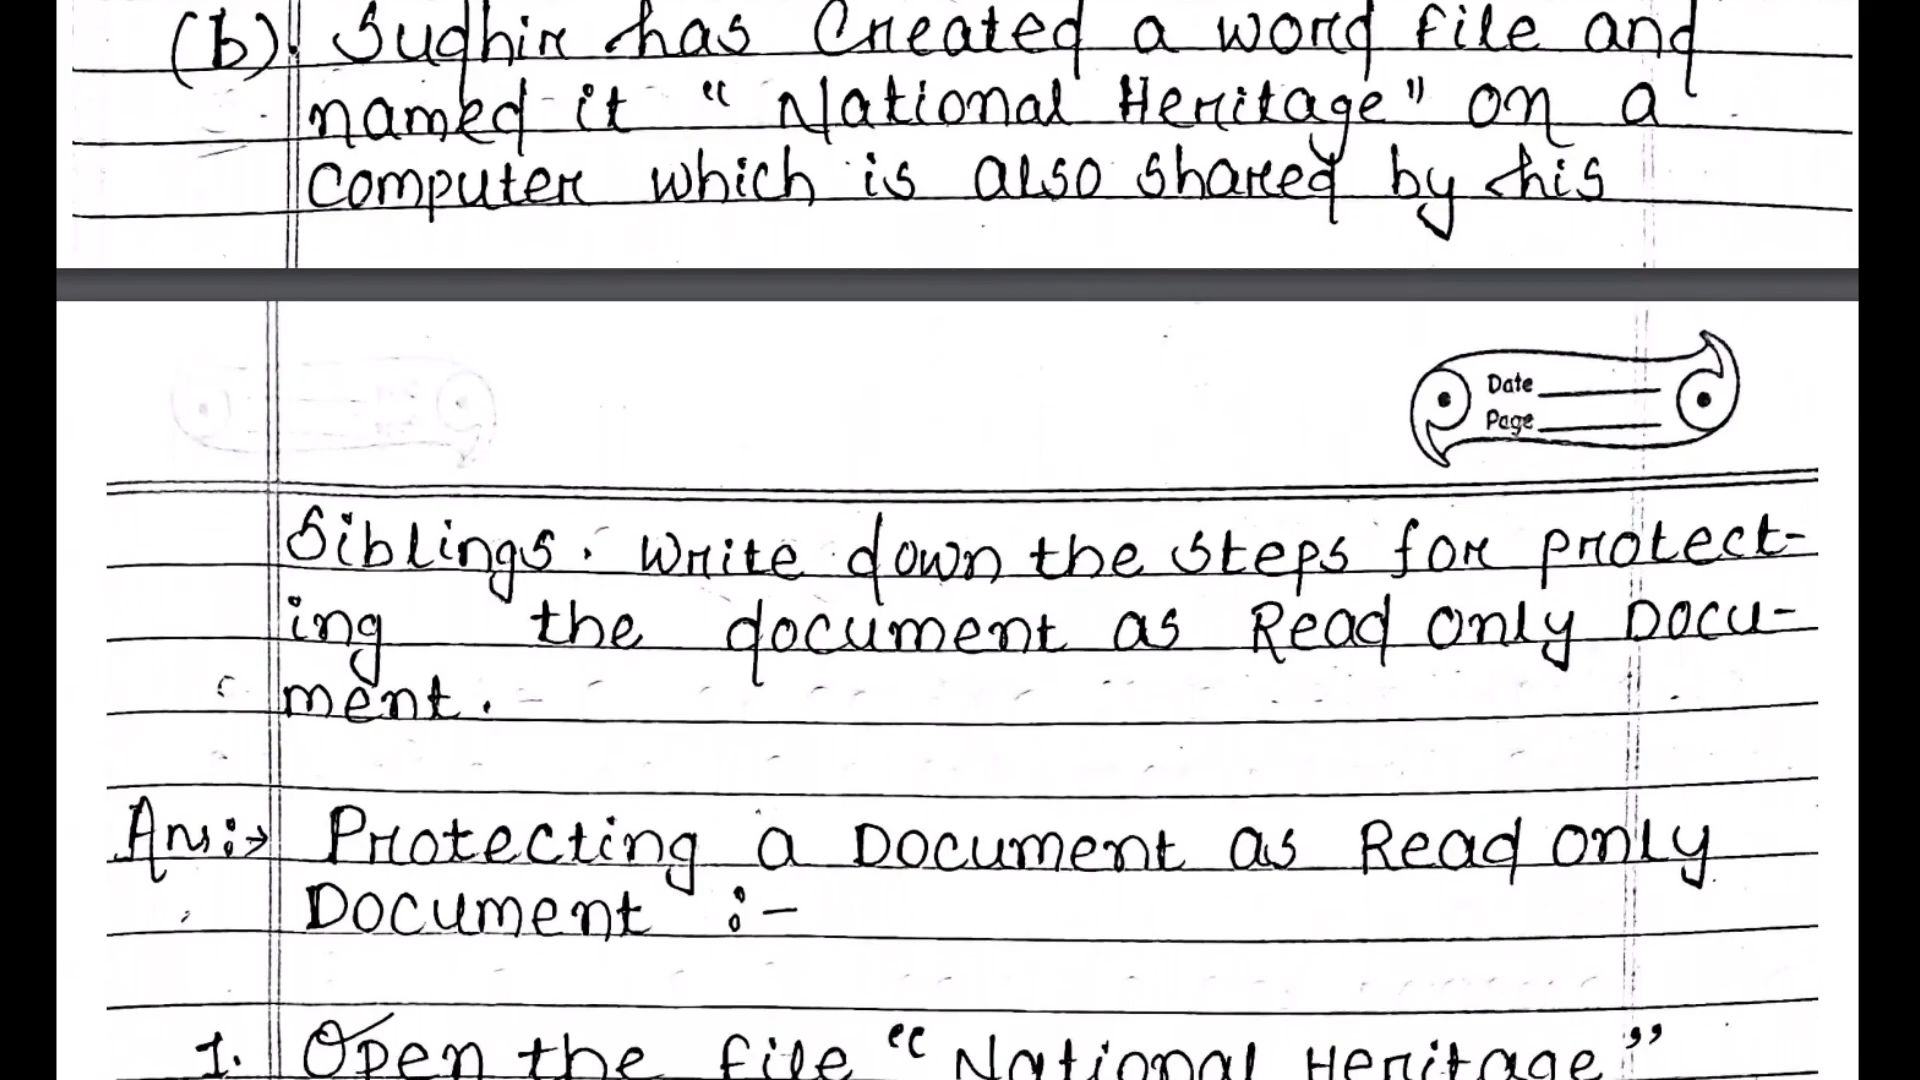 (b). Sudhir has Created a word file and
named it "National Heritage" on a
Computer which is also shared by his
Date
Page
Siblings. Write down the steps for protect-
ing the document as Read only Docu-
ment.
Ans:→ Protecting a Document as Read only
Document :-
1. Open the file "National Heritage"